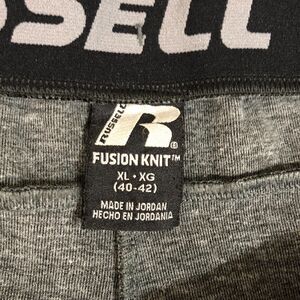 SSELL
RUSSELL
R®
FUSION KNIT™
XL • XG
(40-42)
MADE IN JORDAN
HECHO EN JORDANIA